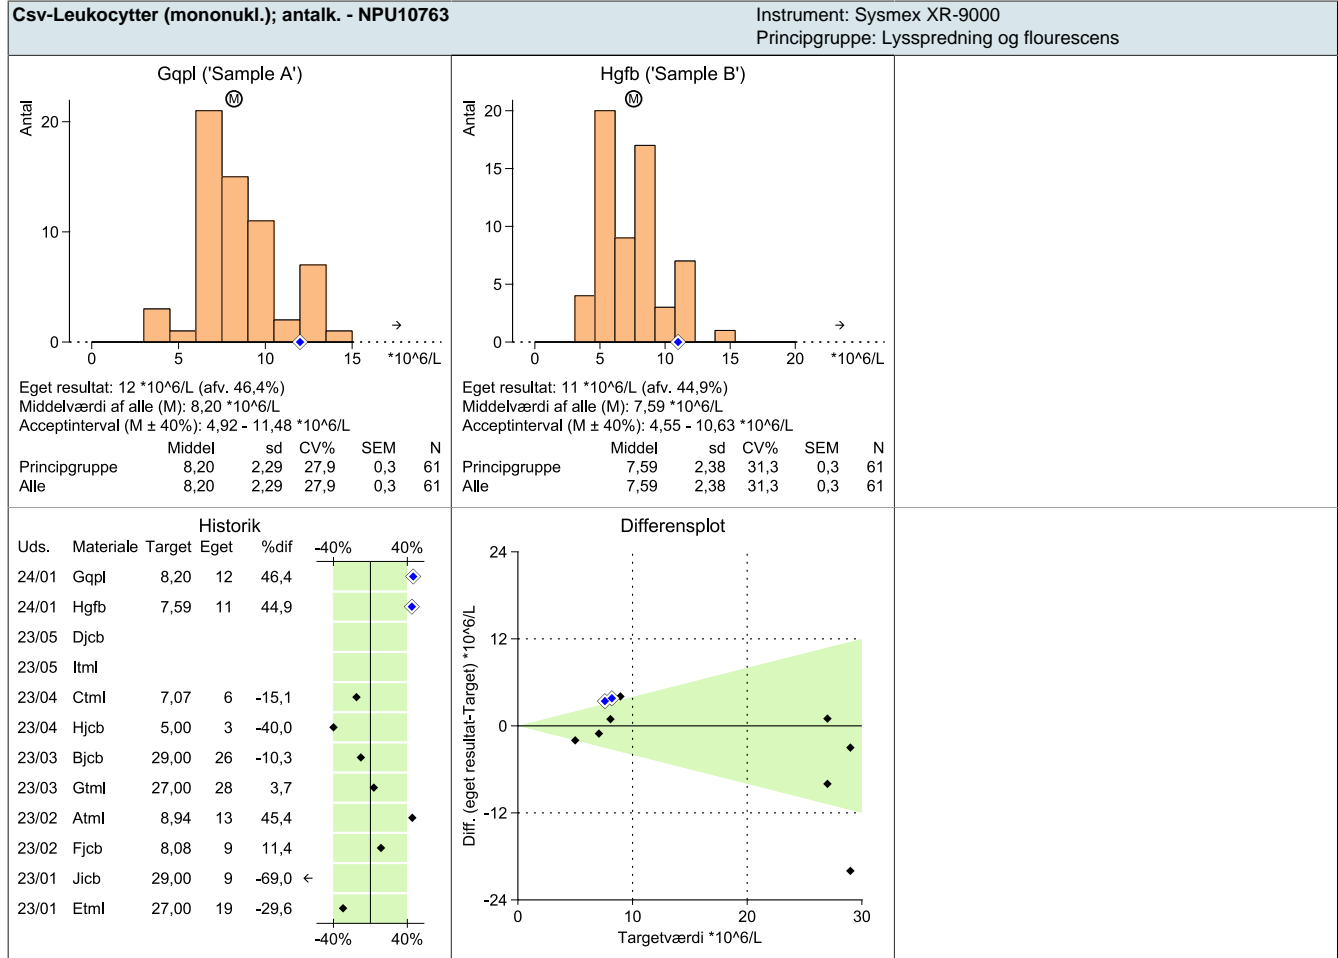 Csv-Leukocytter (mononukl.); antalk. - NPU10763
Instrument: Sysmex XR-9000
Principgruppe: Lysspredning og flourescens
Gqpl ('Sample A')
M
Antal
20
10
0
0 5 10 15 *10^6/L
→
Eget resultat: 12 *10^6/L (afv. 46,4%)
Middelværdi af alle (M): 8,20 *10^6/L
Acceptinterval (M ± 40%): 4,92 - 11,48 *10^6/L
Middel sd CV% SEM N
Principgruppe 8,20 2,29 27,9 0,3 61
Alle 8,20 2,29 27,9 0,3 61
Hgfb ('Sample B')
M
Antal
20
15
10
5
0
0 5 10 15 20 *10^6/L
→
Eget resultat: 11 *10^6/L (afv. 44,9%)
Middelværdi af alle (M): 7,59 *10^6/L
Acceptinterval (M ± 40%): 4,55 - 10,63 *10^6/L
Middel sd CV% SEM N
Principgruppe 7,59 2,38 31,3 0,3 61
Alle 7,59 2,38 31,3 0,3 61
Historik
Uds. Materiale Target Eget %dif -40% 40%
24/01 Gqpl 8,20 12 46,4
24/01 Hgfb 7,59 11 44,9
23/05 Djcb
23/05 Itml
23/04 Ctml 7,07 6 -15,1
23/04 Hjcb 5,00 3 -40,0
23/03 Bjcb 29,00 26 -10,3
23/03 Gtml 27,00 28 3,7
23/02 Atml 8,94 13 45,4
23/02 Fjcb 8,08 9 11,4
23/01 Jicb 29,00 9 -69,0 ←
23/01 Etml 27,00 19 -29,6
-40% 40%
Differensplot
Diff. (eget resultat-Target) *10^6/L
24
12
0
-12
-24
0 10 20 30
Targetværdi *10^6/L